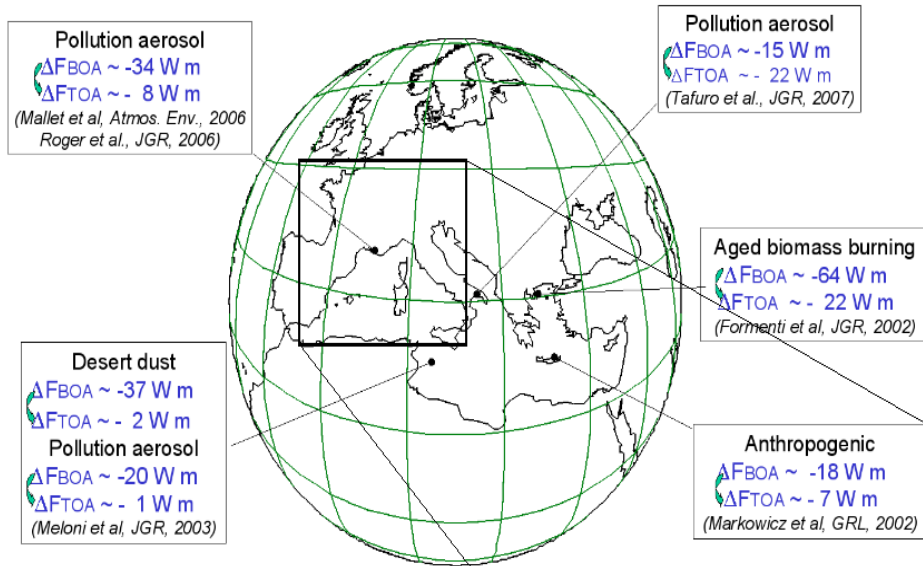 Pollution aerosol
ΔFBOA ~ -34 W m
ΔFTOA ~ - 8 W m
(Mallet et al, Atmos. Env., 2006
Roger et al., JGR, 2006)
Pollution aerosol
ΔFBOA ~ -15 W m
ΔFTOA ~ - 22 W m
(Tafuro et al., JGR, 2007)
Aged biomass burning
ΔFBOA ~ -64 W m
ΔFTOA ~ - 22 W m
(Formenti et al, JGR, 2002)
Desert dust
ΔFBOA ~ -37 W m
ΔFTOA ~ - 2 W m
Pollution aerosol
ΔFBOA ~ -20 W m
ΔFTOA ~ - 1 W m
(Meloni et al, JGR, 2003)
Anthropogenic
ΔFBOA ~ -18 W m
ΔFTOA ~ - 7 W m
(Markowicz et al, GRL, 2002)